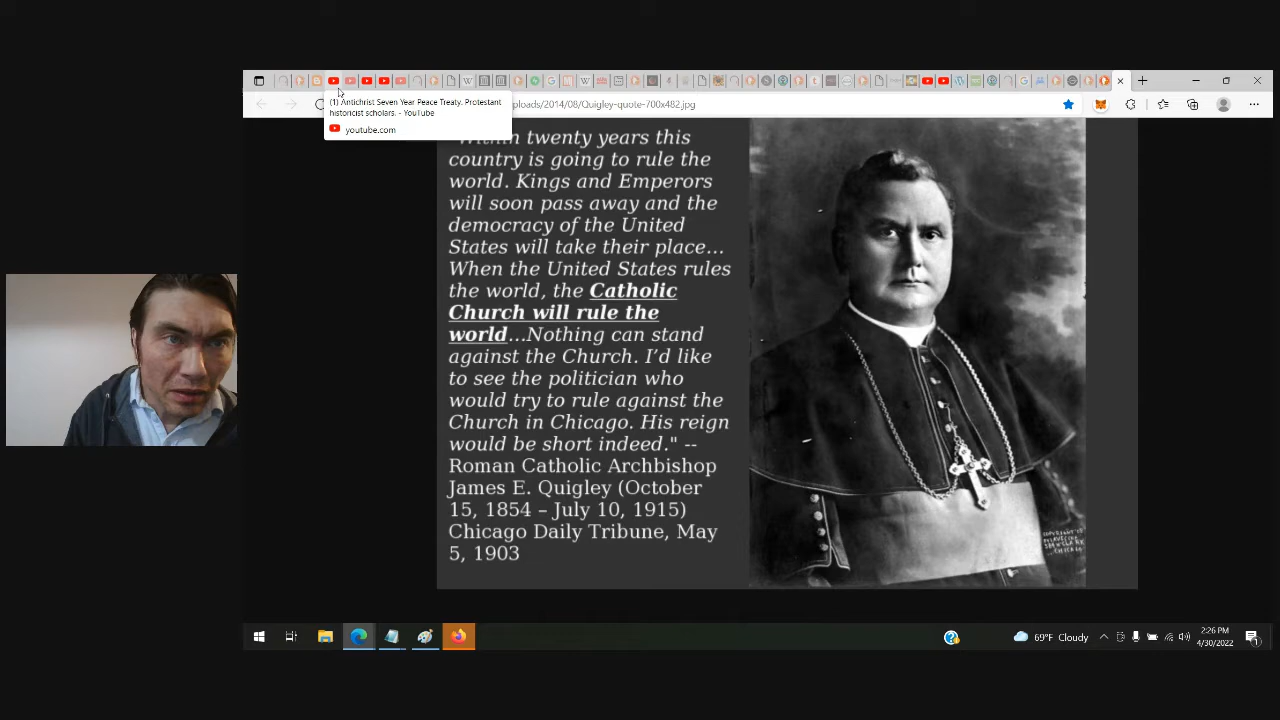 (1) Antichrist Seven Year Peace Treaty. Protestant
historicist scholars. - YouTube
youtube.com
ploads/2014/08/Quigley-quote-700x482.jpg
"Within twenty years this
country is going to rule the
world. Kings and Emperors
will soon pass away and the
democracy of the United
States will take their place...
When the United States rules
the world, the Catholic
Church will rule the
world...Nothing can stand
against the Church. I'd like
to see the politician who
would try to rule against the
Church in Chicago. His reign
would be short indeed." --
Roman Catholic Archbishop
James E. Quigley (October
15, 1854 – July 10, 1915)
Chicago Daily Tribune, May
5, 1903
69°F Cloudy
2:26 PM
4/30/2022